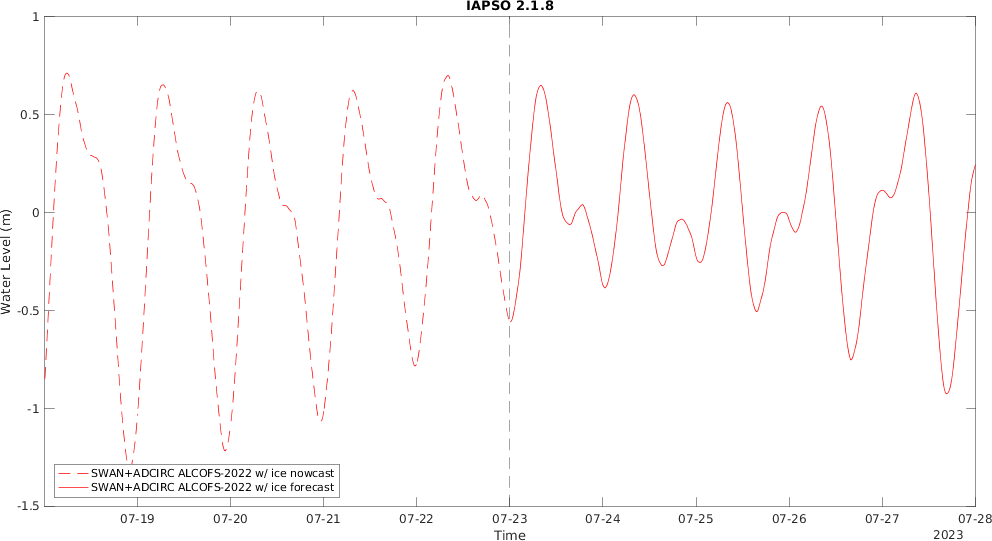 IAPSO 2.1.8
1
0.5
0
-0.5
-1
-1.5
Water Level (m)
SWAN+ADCIRC ALCOFS-2022 w/ ice nowcast
SWAN+ADCIRC ALCOFS-2022 w/ ice forecast
07-19 07-20 07-21 07-22 07-23 07-24 07-25 07-26 07-27 07-28
Time
2023